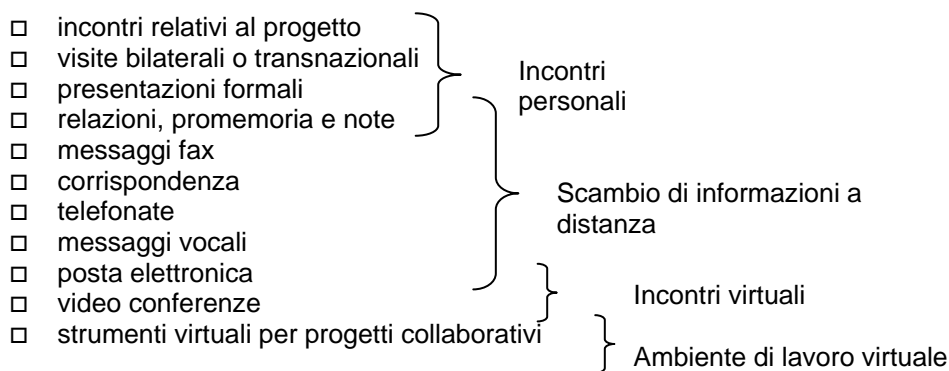 □ incontri relativi al progetto
□ visite bilaterali o transnazionali
□ presentazioni formali
□ relazioni, promemoria e note
□ messaggi fax
□ corrispondenza
□ telefonate
□ messaggi vocali
□ posta elettronica
□ video conferenze
□ strumenti virtuali per progetti collaborativi
Incontri
personali
Scambio di informazioni a
distanza
Incontri virtuali
Ambiente di lavoro virtuale